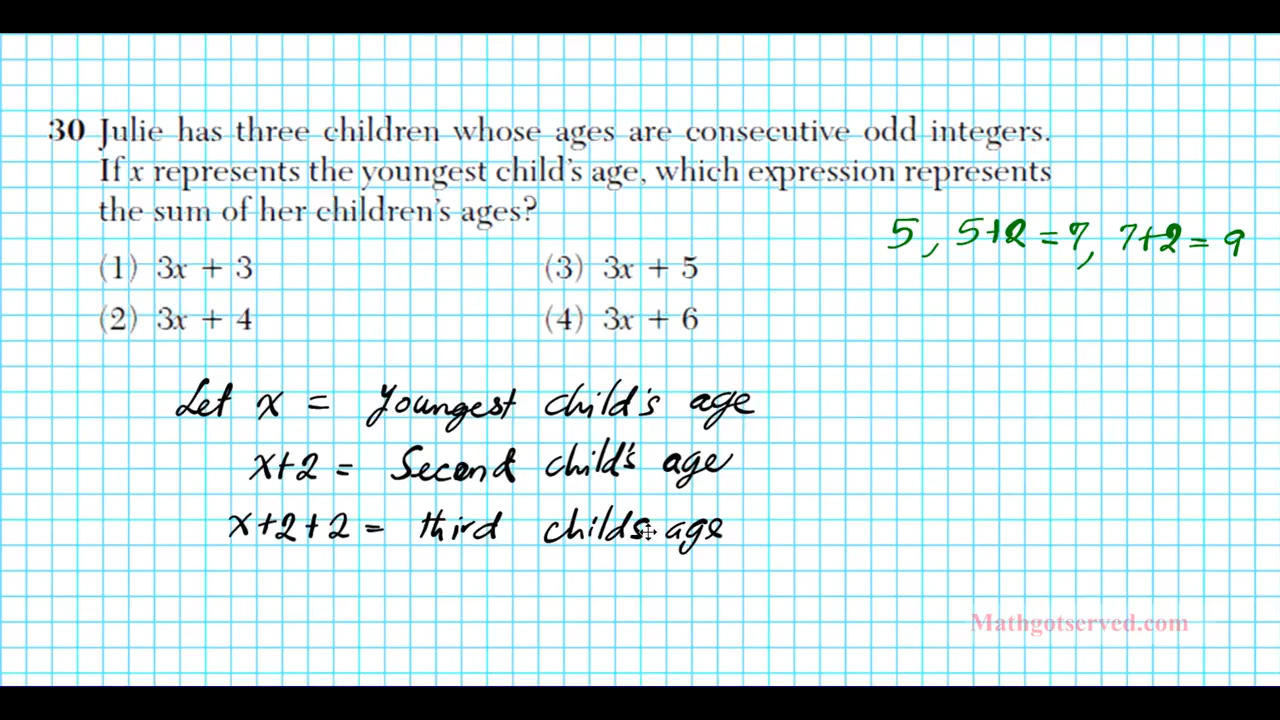 30 Julie has three children whose ages are consecutive odd integers.
If x represents the youngest child's age, which expression represents
the sum of her children's ages?
5, 5+2=7, 7+2=9
(1) 3x + 3
(3) 3x + 5
(2) 3x + 4
(4) 3x + 6
Let x = Youngest child's age
x+2 = Second child's age
x+2+2 = third childs age
Mathgotserved.com